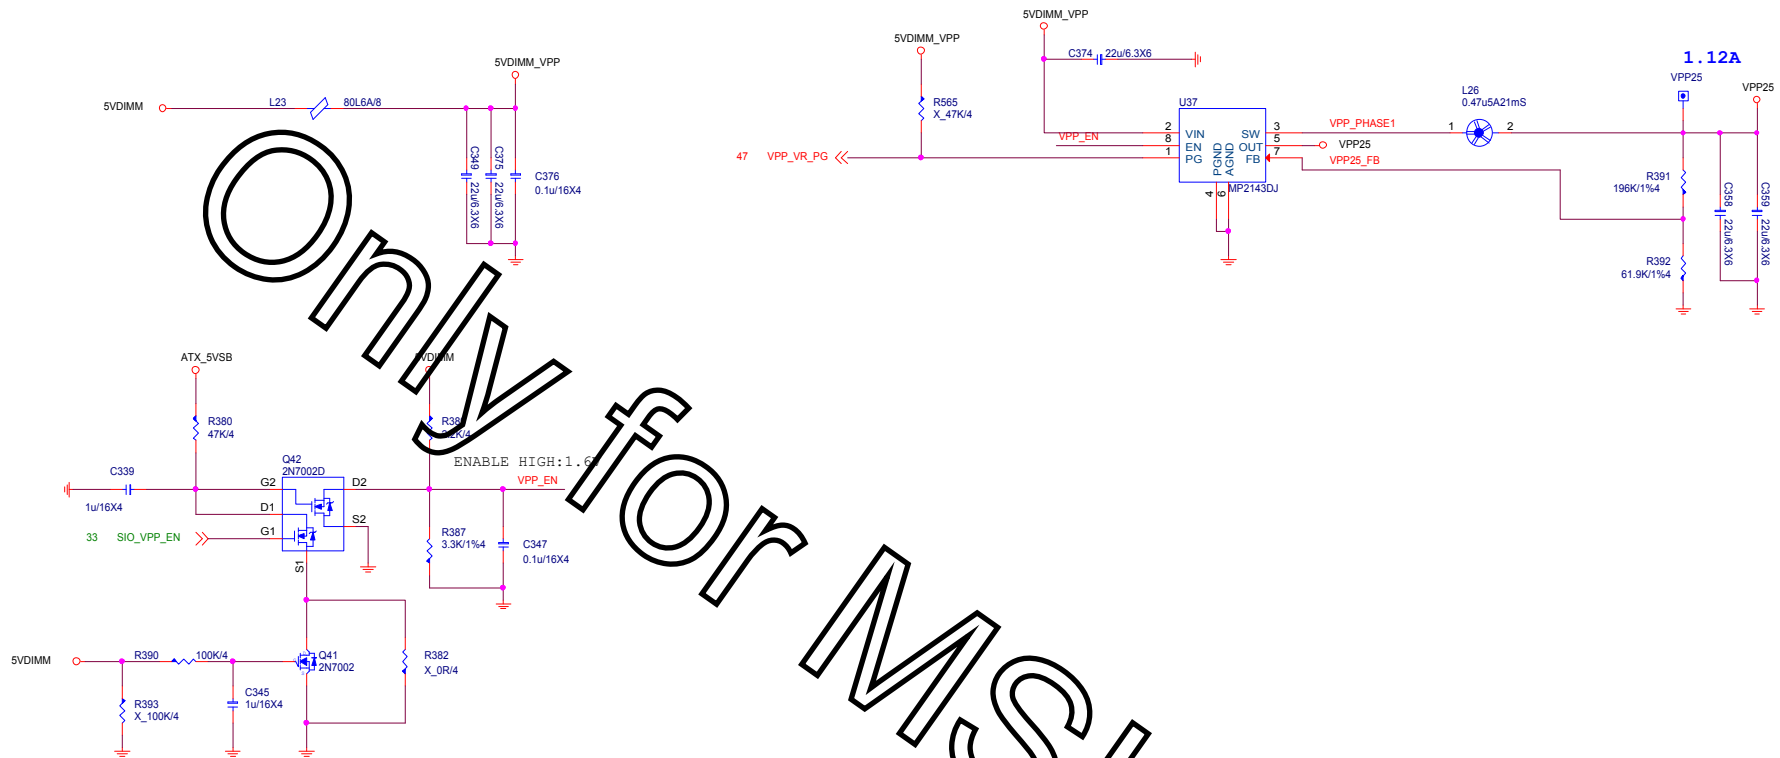 5VDIMM_VPP
5VDIMM
L23
80L6A/8
C349
22u/6.3X6
C375
22u/6.3X6
C376
0.1u/16X4
5VDIMM_VPP
R565
X_47K/4
47 VPP_VR_PG
5VDIMM_VPP
C374 22u/6.3X6
VPP_EN
U37
2 VIN
8 EN
1 PG
SW 3
OUT 5
FB 7
PGND
AGND
4 6
MP2143DJ
VPP_PHASE1
VPP25
VPP25_FB
L26
0.47u5A21mS
1 2
1.12A
VPP25
VPP25
R391
196K/1%4
R392
61.9K/1%4
C358
22u/6.3X6
C359
22u/6.3X6
ATX_5VSB
R380
47K/4
C339
1u/16X4
Q42
2N7002D
G2 D2
D1 S2
G1
S1
33 SIO_VPP_EN
5VDIMM
ENABLE HIGH:1.6V
VPP_EN
R387
3.3K/1%4
C347
0.1u/16X4
5VDIMM
R390 100K/4
R393
X_100K/4
C345
1u/16X4
Q41
2N7002
R382
X_0R/4
Only for